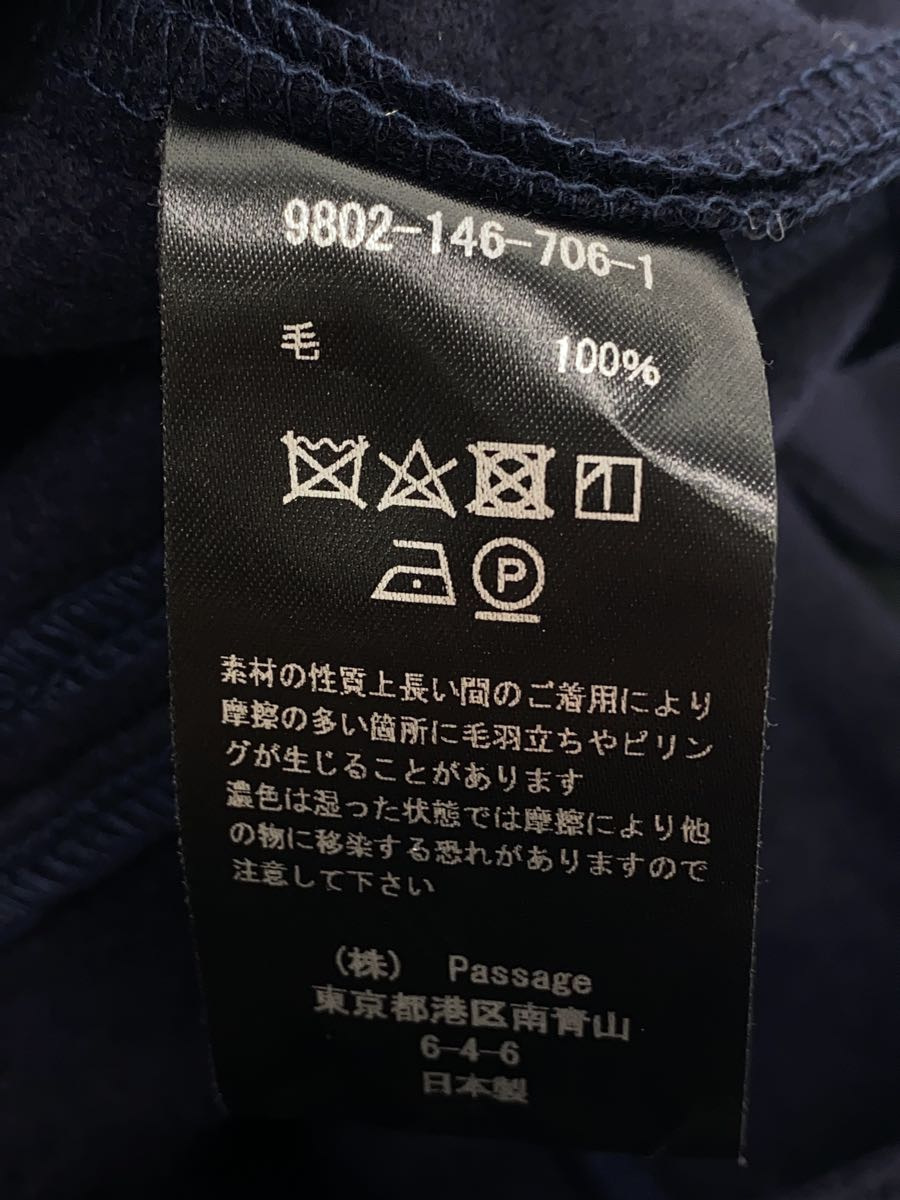 9802-146-706-1
毛 100%
P
素材の性質上長い間のご着用により
摩擦の多い箇所に毛羽立ちやピリン
グが生じることがあります
濃色は湿った状態では摩擦により他
の物に移染する恐れがありますので
注意して下さい
(株) Passage
東京都港区南青山
6-4-6
日本製